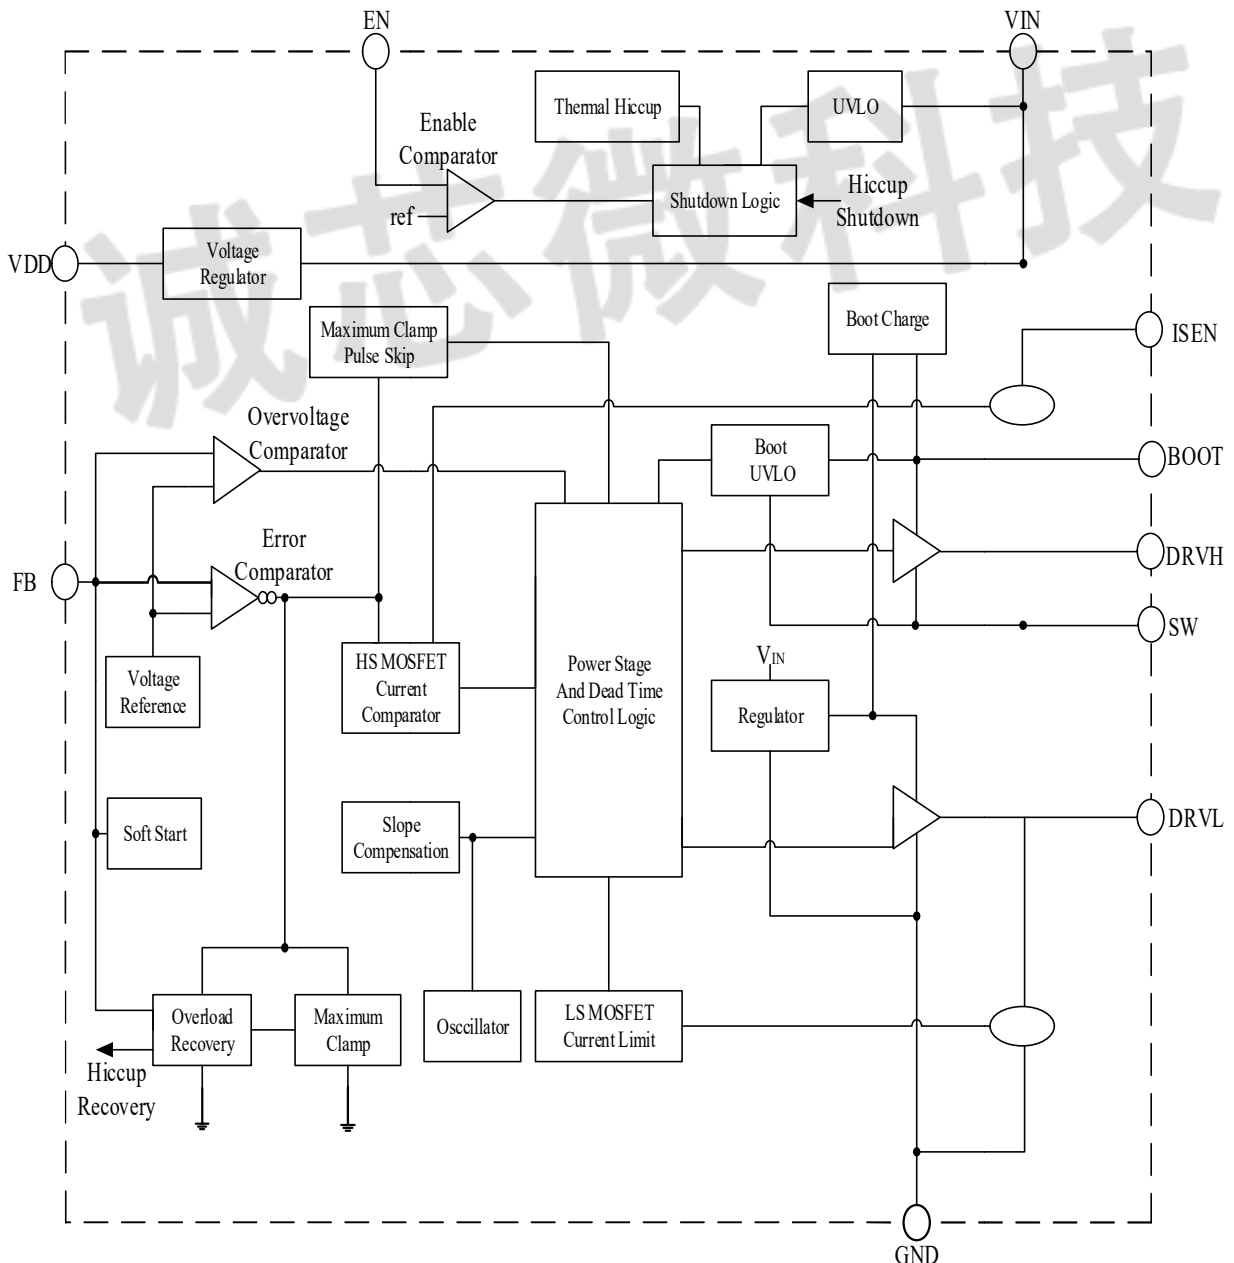 EN
VIN
Thermal Hiccup
UVLO
Enable
Comparator
ref
Shutdown Logic
Hiccup
Shutdown
VDD
Voltage
Regulator
诚芯微科技
Boot Charge
Maximum Clamp
Pulse Skip
ISEN
Overvoltage
Comparator
Boot
UVLO
BOOT
Error
Comparator
DRVH
FB
SW
Voltage
Reference
HS MOSFET
Current
Comparator
Power Stage
And Dead Time
Control Logic
VIN
Regulator
Soft Start
Slope
Compensation
DRVL
Overload
Recovery
Maximum
Clamp
Osccillator
LS MOSFET
Current Limit
Hiccup
Recovery
GND